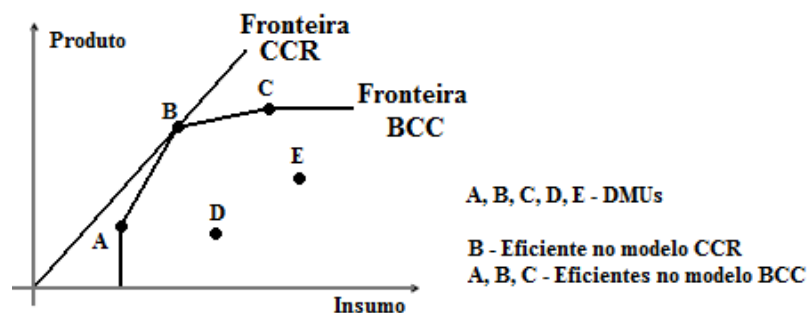 Fronteira
CCR
Produto
C
B
Fronteira
BCC
E
D
A
A, B, C, D, E - DMUs
B - Eficiente no modelo CCR
A, B, C - Eficientes no modelo BCC
Insumo